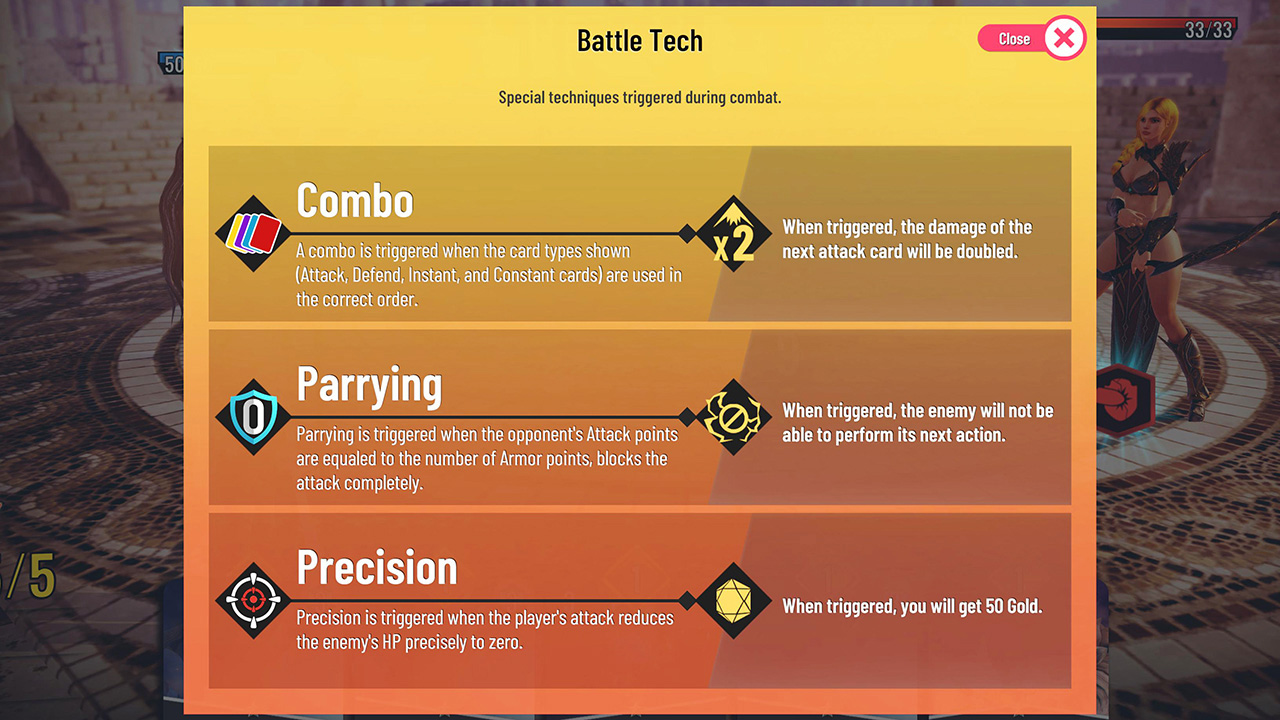 Battle Tech
Close
33/33
50
Special techniques triggered during combat.
Combo
A combo is triggered when the card types shown
(Attack, Defend, Instant, and Constant cards) are used in
the correct order.
x2
When triggered, the damage of the
next attack card will be doubled.
Parrying
0
Parrying is triggered when the opponent's Attack points
are equaled to the number of Armor points, blocks the
attack completely.
When triggered, the enemy will not be
able to perform its next action.
Precision
Precision is triggered when the player's attack reduces
the enemy's HP precisely to zero.
When triggered, you will get 50 Gold.
/5